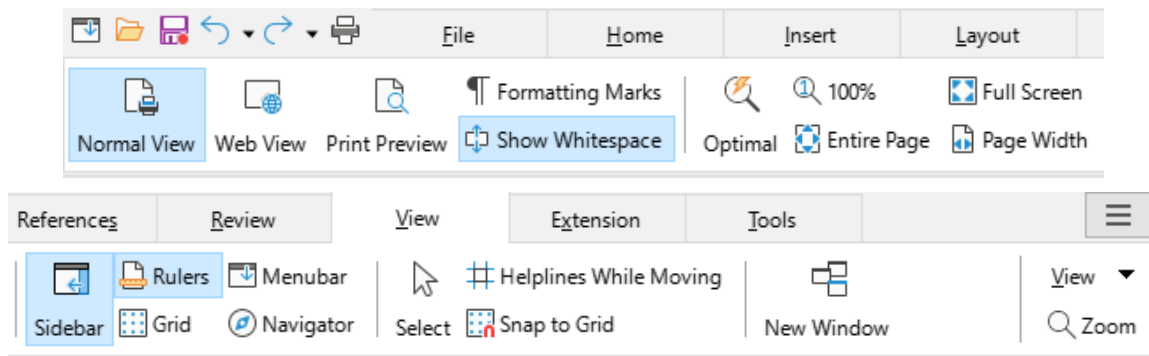 File Home Insert Layout
Formatting Marks 100% Full Screen
Normal View Web View Print Preview Show Whitespace Optimal Entire Page Page Width
References Review View Extension Tools
Rulers Menubar Helplines While Moving View
Sidebar Grid Navigator Select Snap to Grid New Window Zoom